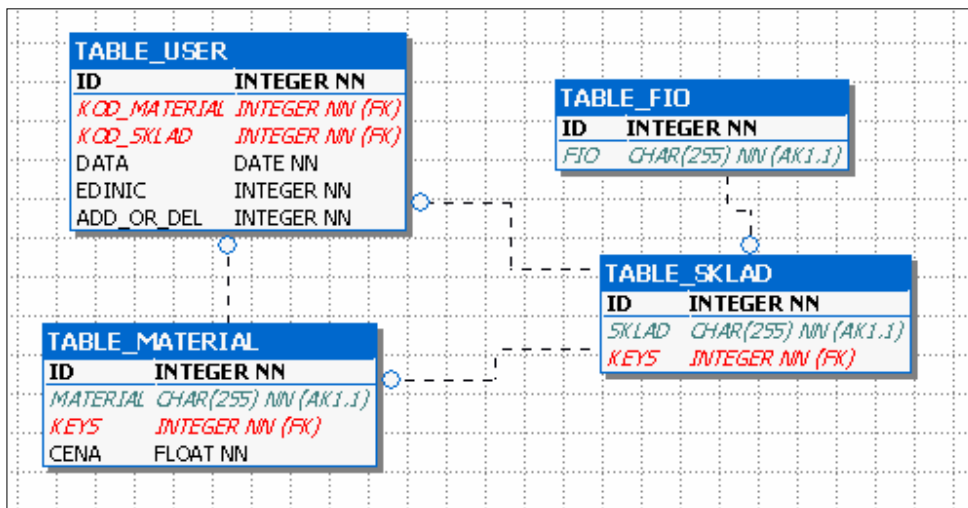 TABLE_USER
ID INTEGER NN
KOD_MATERIAL INTEGER NN (FK)
KOD_SKLAD INTEGER NN (FK)
DATA DATE NN
EDINIC INTEGER NN
ADD_OR_DEL INTEGER NN
TABLE_FIO
ID INTEGER NN
FIO CHAR(255) NN (AK1.1)
TABLE_SKLAD
ID INTEGER NN
SKLAD CHAR(255) NN (AK1.1)
KEYS INTEGER NN (FK)
TABLE_MATERIAL
ID INTEGER NN
MATERIAL CHAR(255) NN (AK1.1)
KEYS INTEGER NN (FK)
CENA FLOAT NN